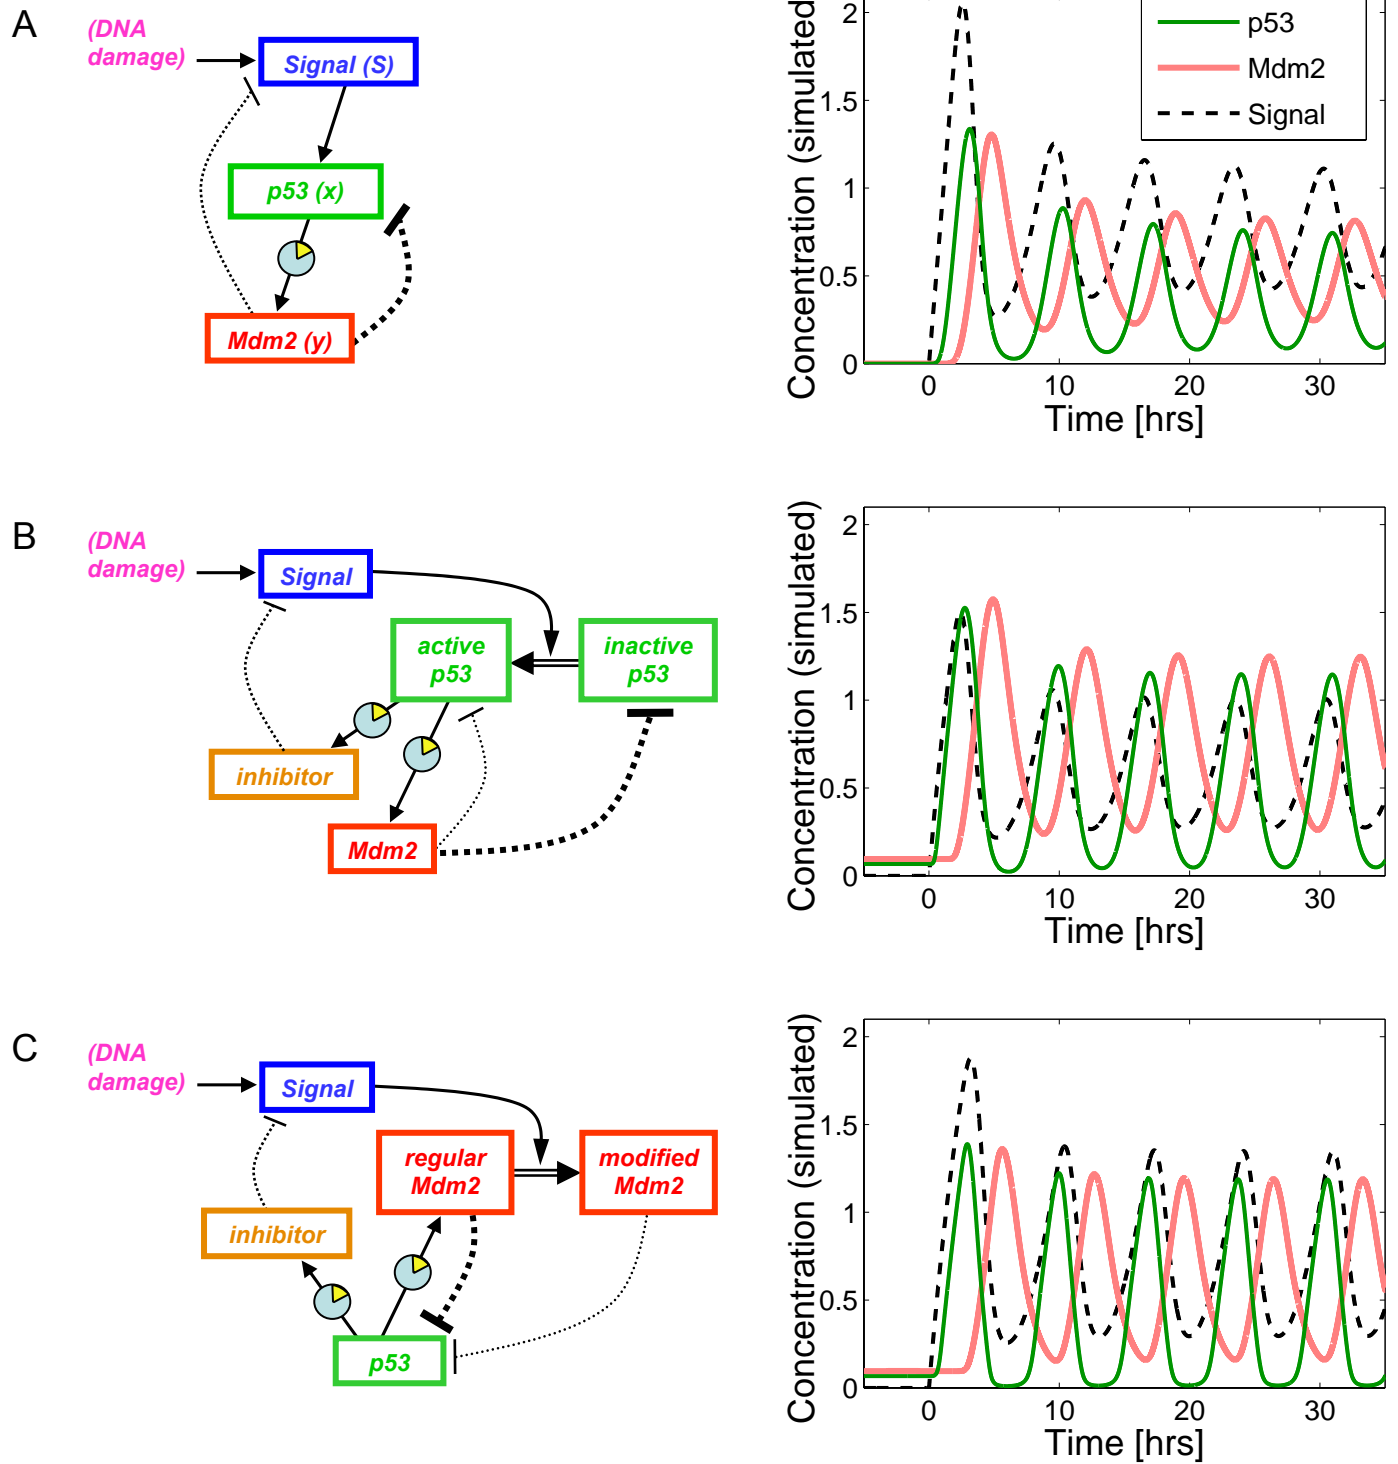 A
(DNA
damage)
Signal (S)
p53 (x)
Mdm2 (y)
Concentration (simulated)
2
1.5
1
0.5
0
0
10
20
30
Time [hrs]
p53
Mdm2
Signal
B
(DNA
damage)
Signal
active
p53
inactive
p53
inhibitor
Mdm2
Concentration (simulated)
2
1.5
1
0.5
0
0
10
20
30
Time [hrs]
C
(DNA
damage)
Signal
regular
Mdm2
modified
Mdm2
inhibitor
p53
Concentration (simulated)
2
1.5
1
0.5
0
0
10
20
30
Time [hrs]